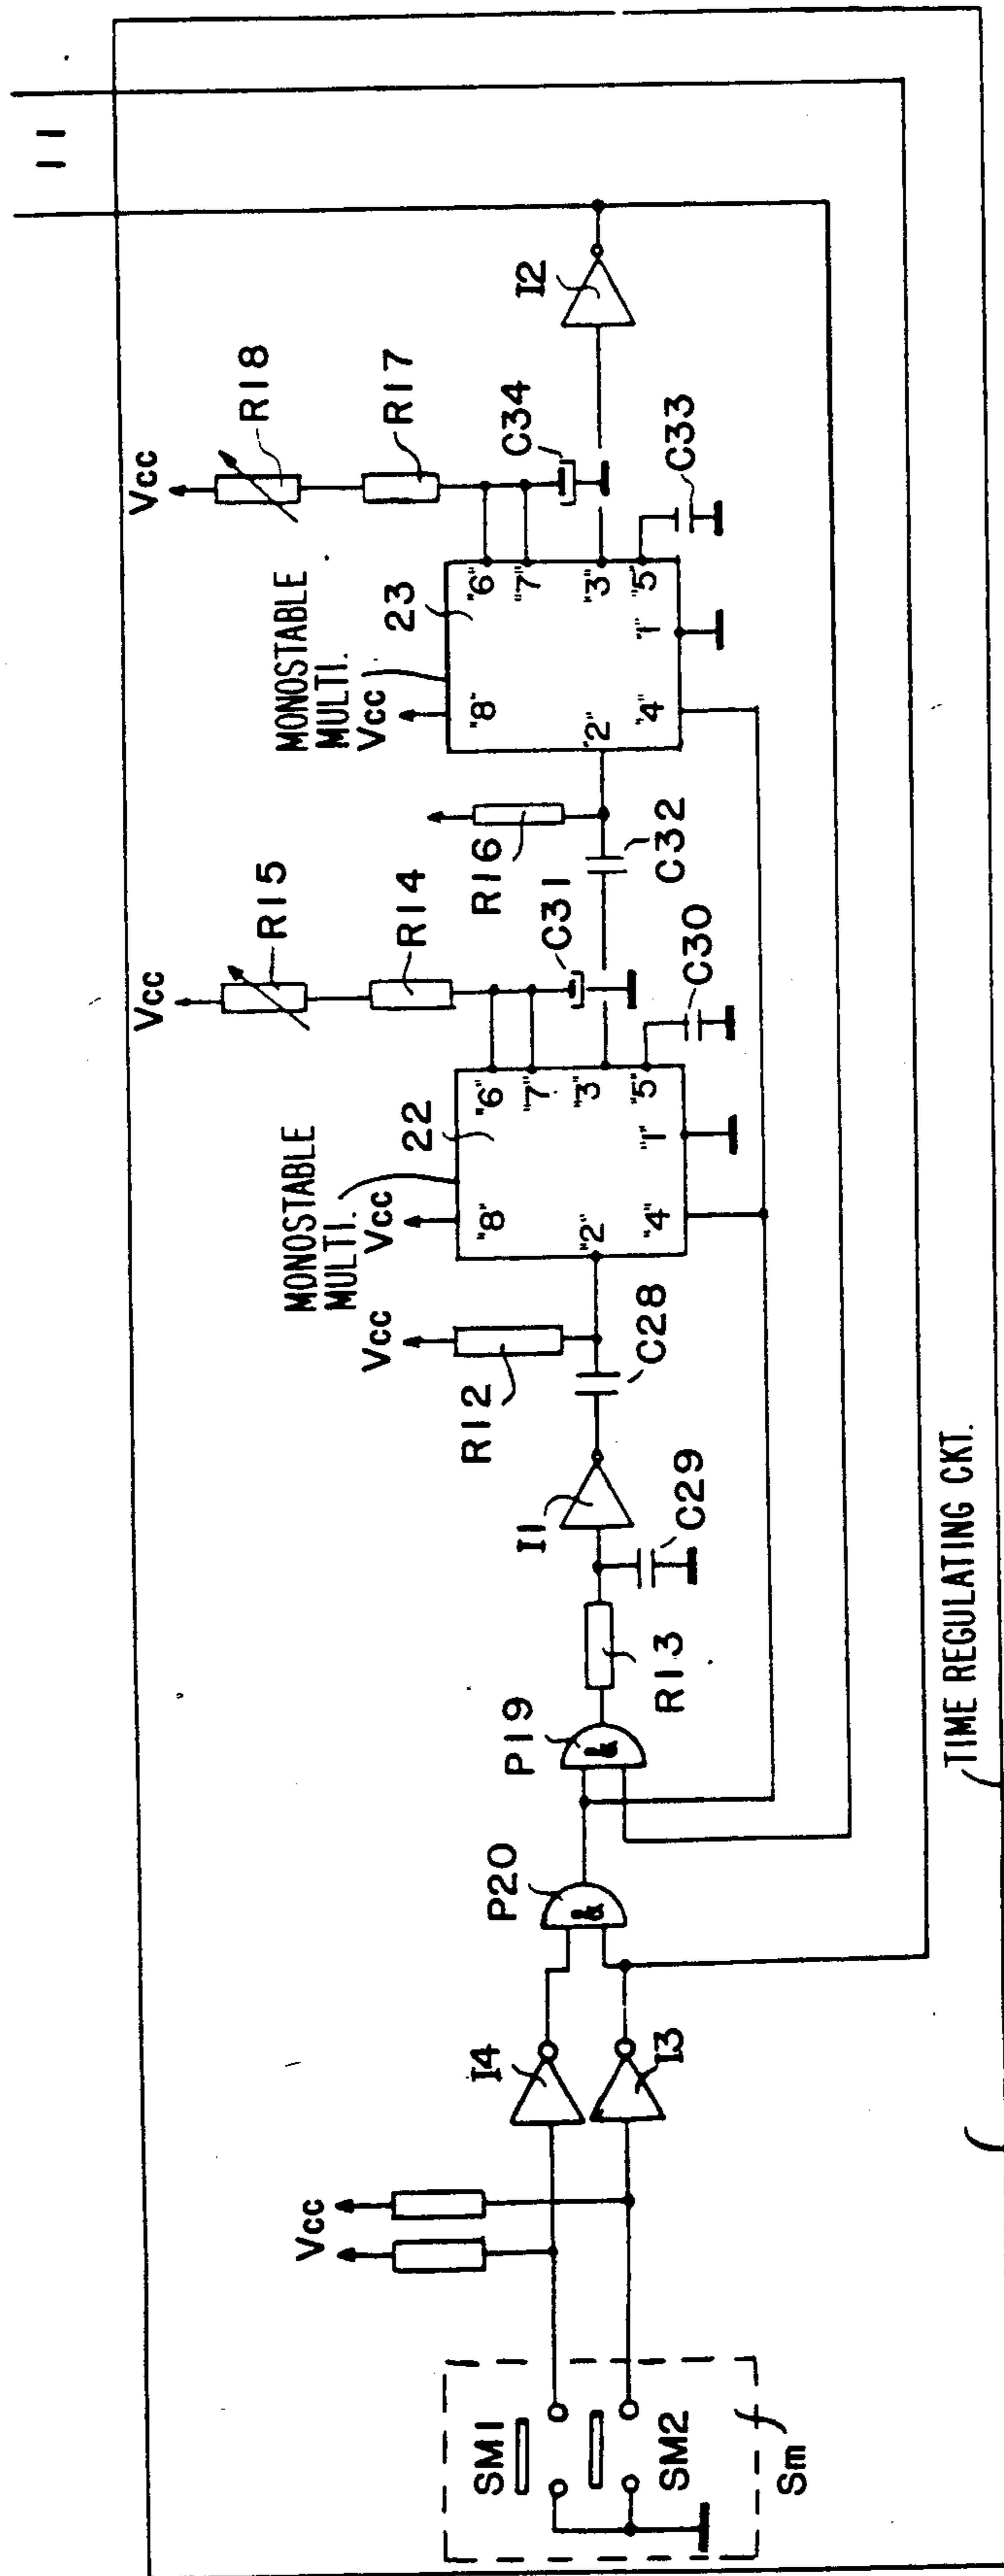 11
Vcc
R18
R17
C34
I2
MONOSTABLE
MULTI.
Vcc
23
"8"
"6"
"7"
"3"
"5"
"2"
"4"
"1"
C33
R16
C32
Vcc
R15
R14
C31
C30
MONOSTABLE
MULTI.
Vcc
22
"8"
"6"
"7"
"3"
"5"
"2"
"4"
"1"
Vcc
R12
C28
I1
C29
R13
P19
&
P20
&
I4
I3
Vcc
SM1
SM2
Sm
TIME REGULATING CKT.